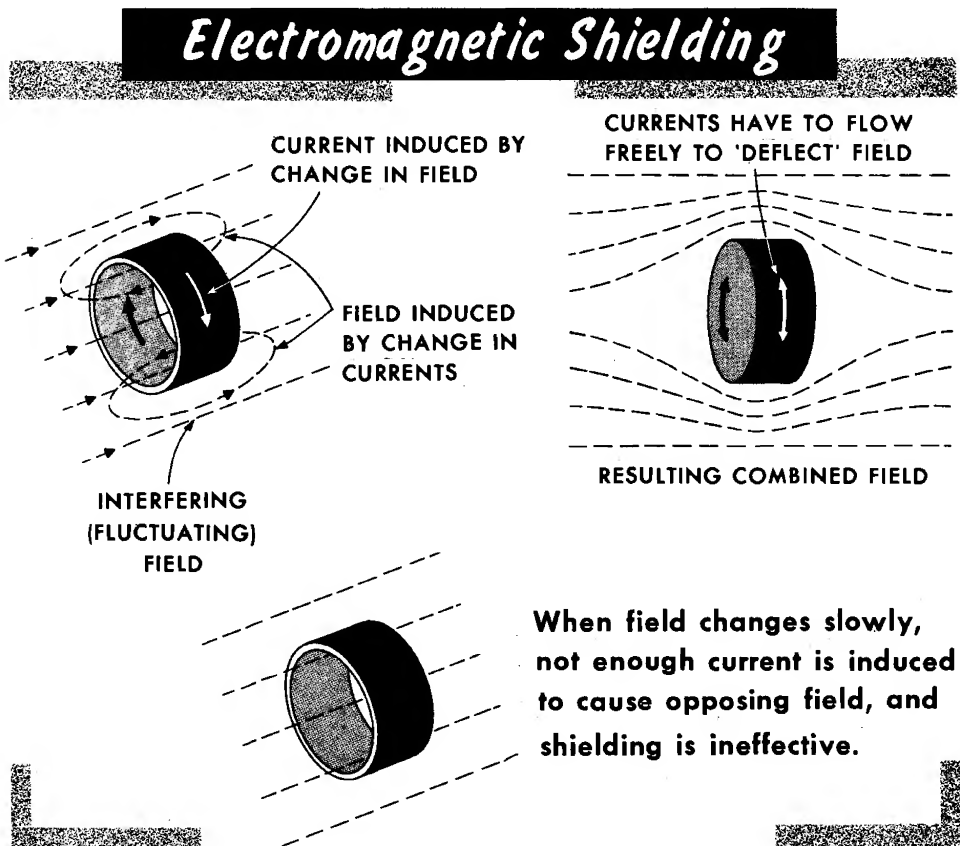 Electromagnetic Shielding
CURRENT INDUCED BY
CHANGE IN FIELD
FIELD INDUCED
BY CHANGE IN
CURRENTS
INTERFERING
(FLUCTUATING)
FIELD
CURRENTS HAVE TO FLOW
FREELY TO 'DEFLECT' FIELD
RESULTING COMBINED FIELD
When field changes slowly,
not enough current is induced
to cause opposing field, and
shielding is ineffective.